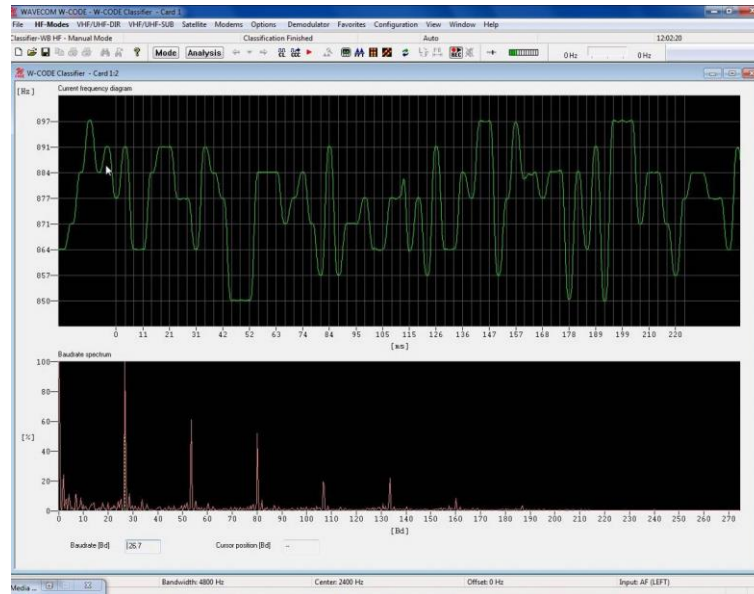 WAVECOM W-CODE - W-CODE Classifier - Card 1
File HF-Modes VHF/UHF-DIR VHF/UHF-SUB Satellite Modems Options Demodulator Favorites Configuration View Window Help
Classifier-WB HF - Manual Mode Classification Finished Auto 12:02:20
Mode Analysis 0 Hz 0 Hz
W-CODE Classifier - Card 1:2
[Hz] Current frequency diagram
897
891
884
877
871
864
857
850
0 11 21 31 42 52 63 73 84 95 105 115 126 136 147 157 168 178 189 199 210 220
[ms]
Baudrate spectrum
100
80
[%] 60
40
20
0
0 10 20 30 40 50 60 70 80 90 100 110 120 130 140 150 160 170 180 190 200 210 220 230 240 250 260 270
[Bd]
Baudrate [Bd] 26.7 Cursor position [Bd] --
Media ... Bandwidth: 4800 Hz Center: 2400 Hz Offset: 0 Hz Input: AF (LEFT)